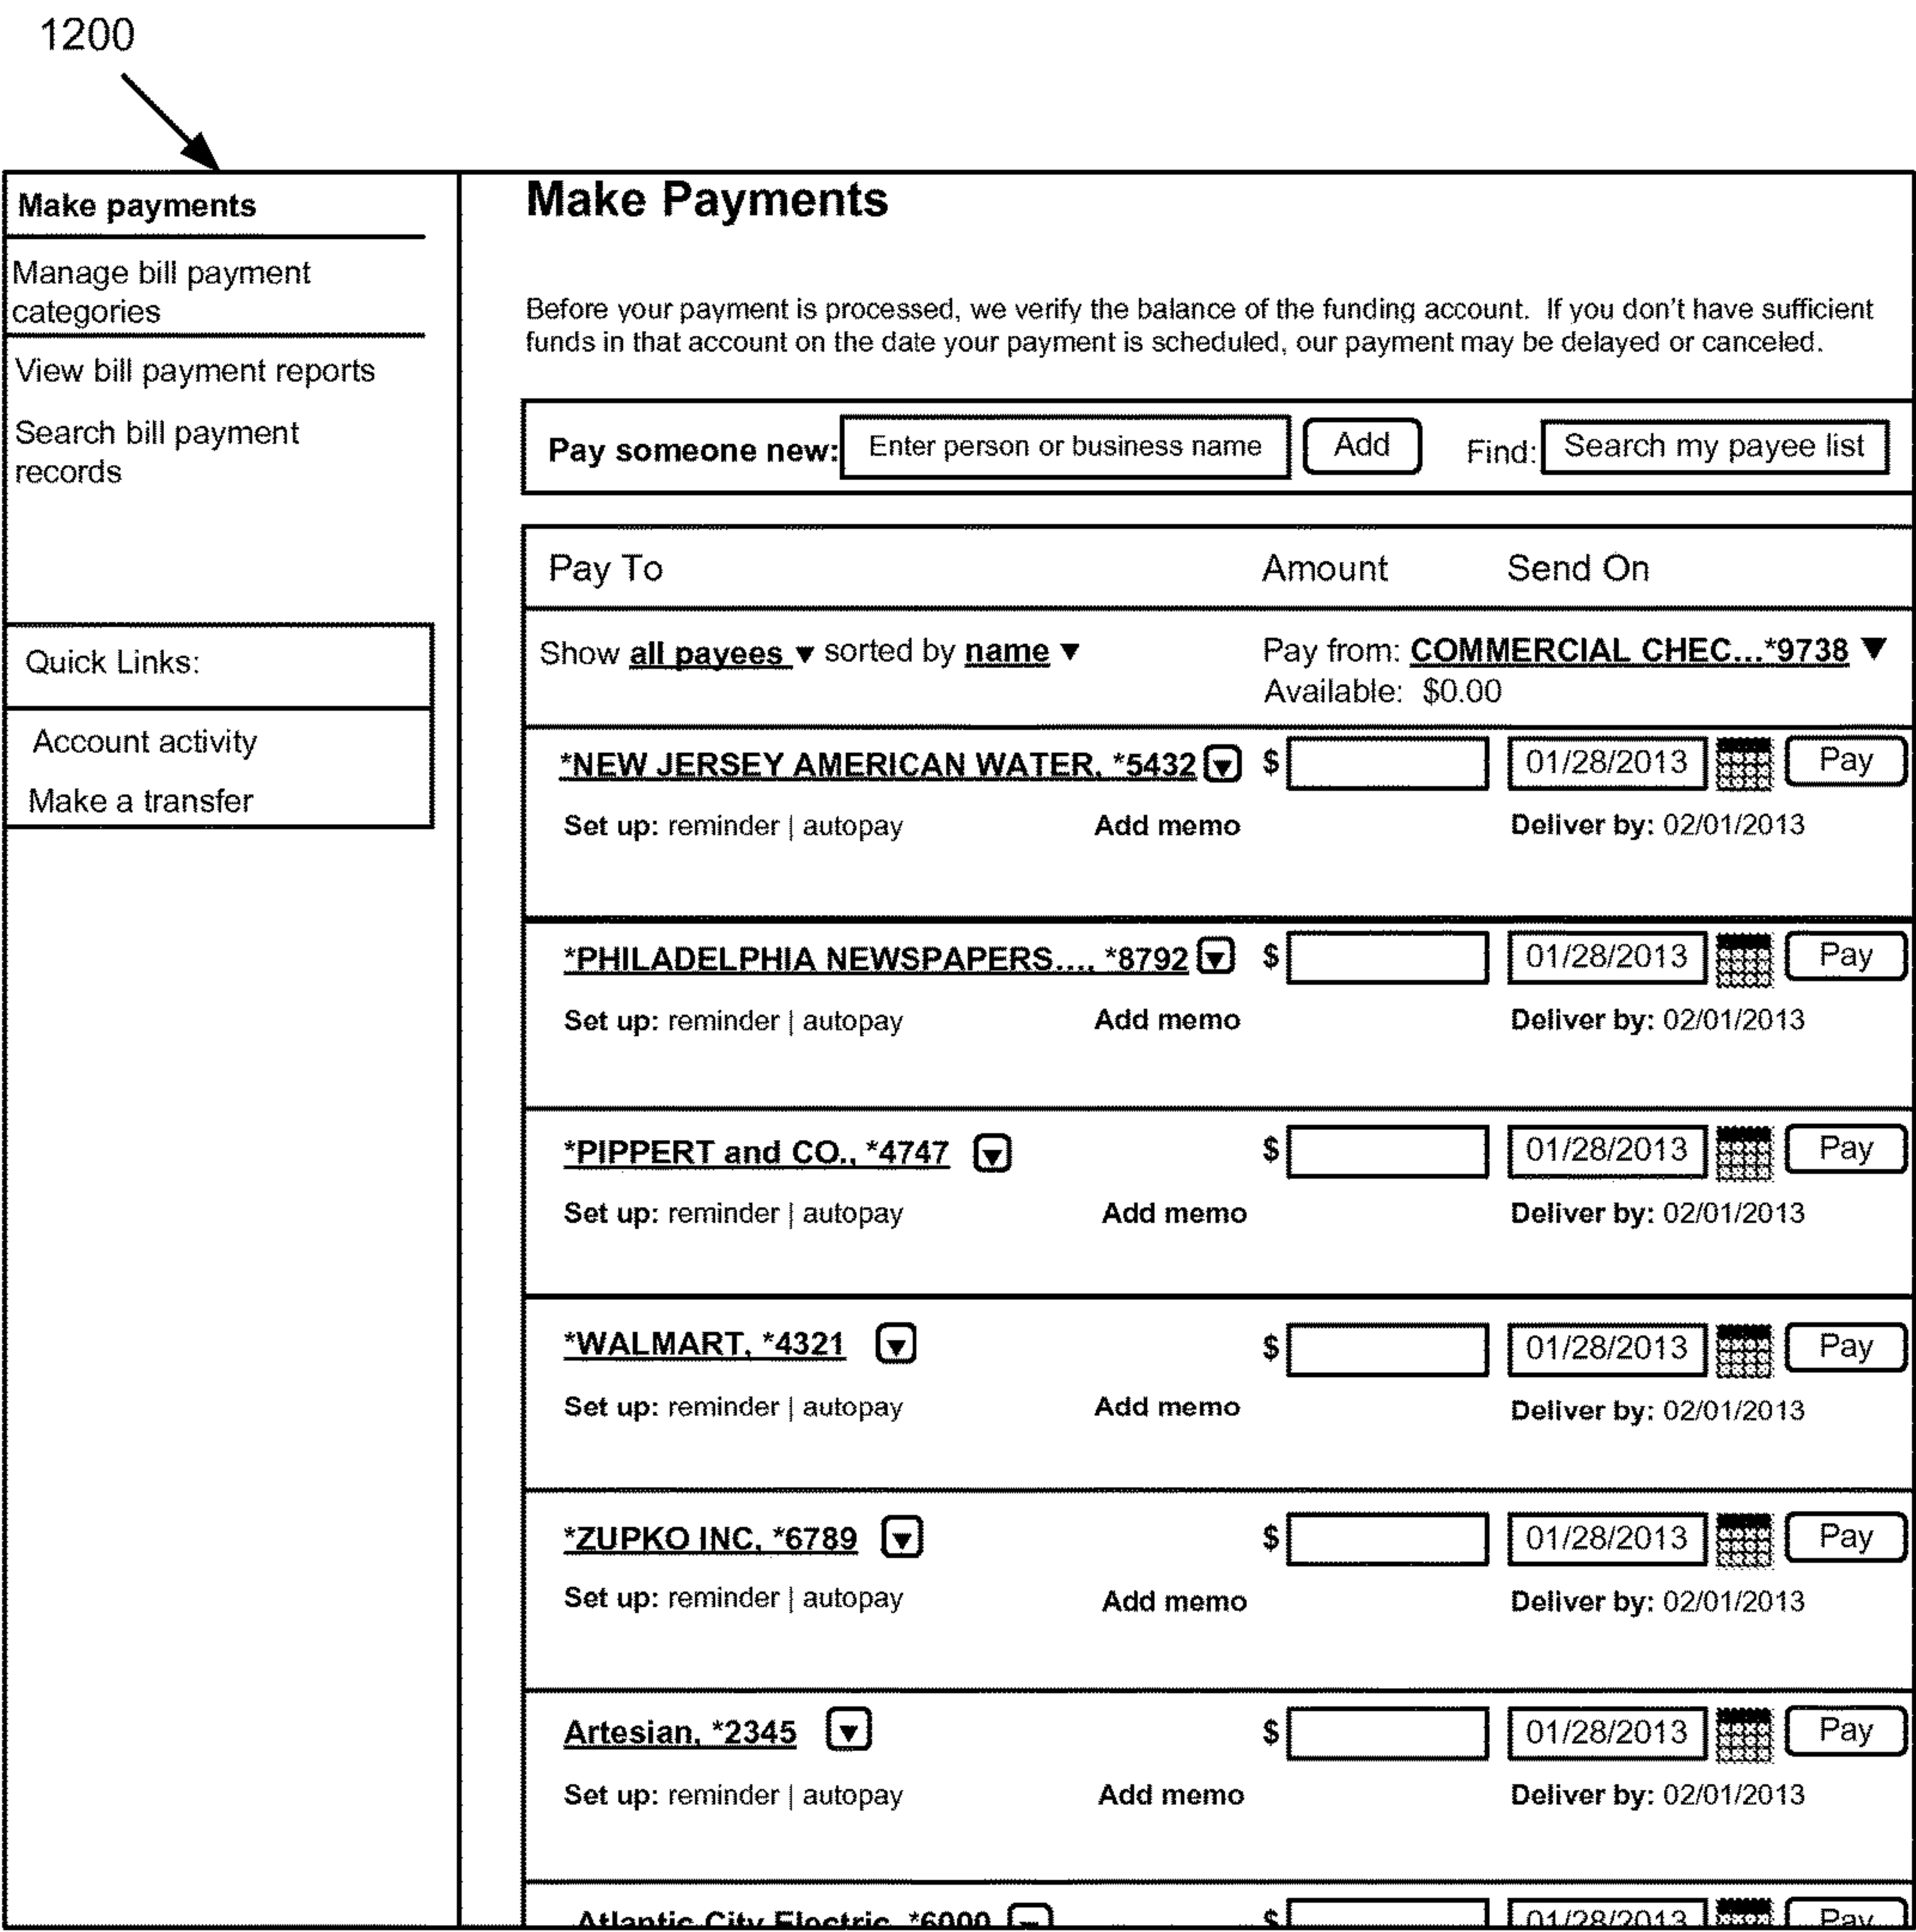 1200
Make payments
Manage bill payment
categories
View bill payment reports
Search bill payment
records
Quick Links:
Account activity
Make a transfer
Make Payments
Before your payment is processed, we verify the balance of the funding account. If you don't have sufficient
funds in that account on the date your payment is scheduled, our payment may be delayed or canceled.
Pay someone new: Enter person or business name Add Find: Search my payee list
Pay To Amount Send On
Show all payees ▼ sorted by name ▼ Pay from: COMMERCIAL CHEC...*9738 ▼
Available: $0.00
*NEW JERSEY AMERICAN WATER, *5432 ▼ $ 01/28/2013 Pay
Set up: reminder | autopay Add memo Deliver by: 02/01/2013
*PHILADELPHIA NEWSPAPERS..., *8792 ▼ $ 01/28/2013 Pay
Set up: reminder | autopay Add memo Deliver by: 02/01/2013
*PIPPERT and CO., *4747 ▼ $ 01/28/2013 Pay
Set up: reminder | autopay Add memo Deliver by: 02/01/2013
*WALMART, *4321 ▼ $ 01/28/2013 Pay
Set up: reminder | autopay Add memo Deliver by: 02/01/2013
*ZUPKO INC, *6789 ▼ $ 01/28/2013 Pay
Set up: reminder | autopay Add memo Deliver by: 02/01/2013
Artesian, *2345 ▼ $ 01/28/2013 Pay
Set up: reminder | autopay Add memo Deliver by: 02/01/2013
Atlantic City Electric, *6000 ▼ $ 01/28/2013 Pay